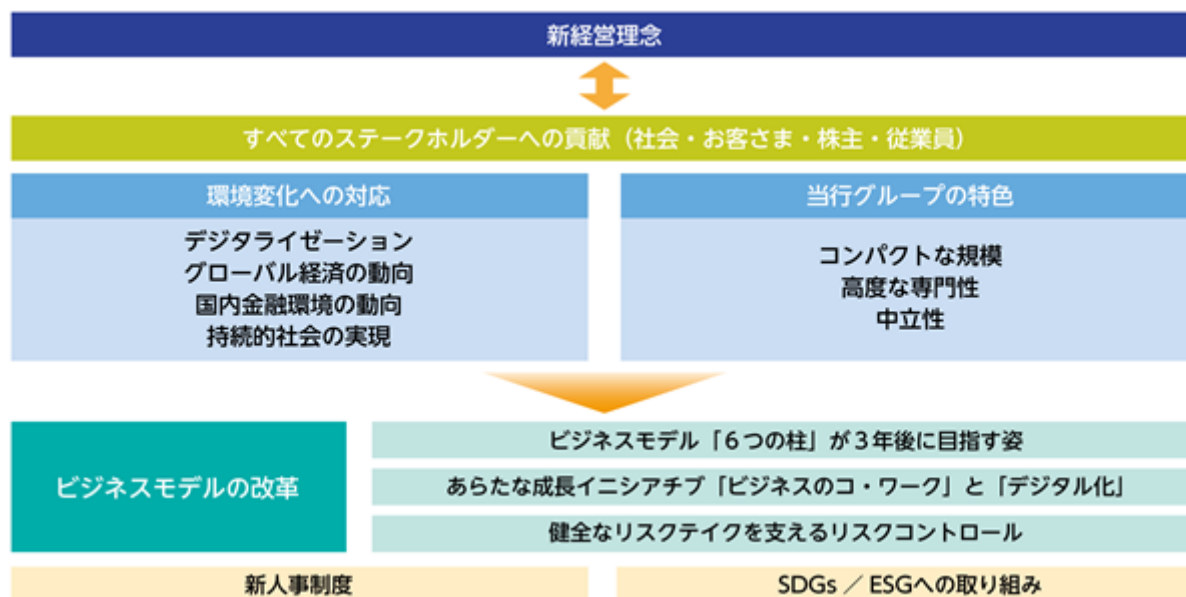 新経営理念
すべてのステークホルダーへの貢献（社会・お客さま・株主・従業員）
環境変化への対応
デジタライゼーション
グローバル経済の動向
国内金融環境の動向
持続的社会の実現
当行グループの特色
コンパクトな規模
高度な専門性
中立性
ビジネスモデルの改革
ビジネスモデル「６つの柱」が３年後に目指す姿
あらたな成長イニシアチブ「ビジネスのコ・ワーク」と「デジタル化」
健全なリスクテイクを支えるリスクコントロール
新人事制度
SDGs ／ ESGへの取り組み